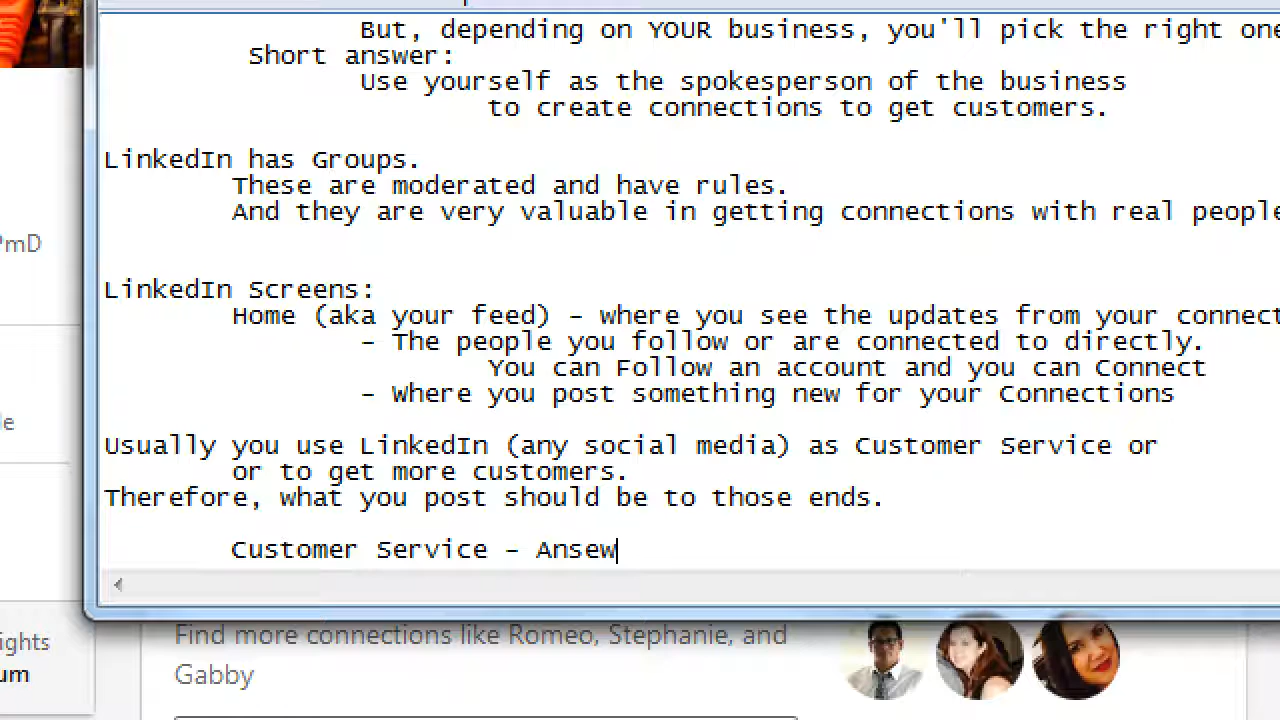 But, depending on YOUR business, you'll pick the right one
Short answer:
Use yourself as the spokesperson of the business
to create connections to get customers.
LinkedIn has Groups.
These are moderated and have rules.
And they are very valuable in getting connections with real people
LinkedIn Screens:
Home (aka your feed) – where you see the updates from your connect
– The people you follow or are connected to directly.
You can Follow an account and you can Connect
– Where you post something new for your Connections
Usually you use LinkedIn (any social media) as Customer Service or
or to get more customers.
Therefore, what you post should be to those ends.
Customer Service – Ansew
PmD
le
ights
um
Find more connections like Romeo, Stephanie, and
Gabby